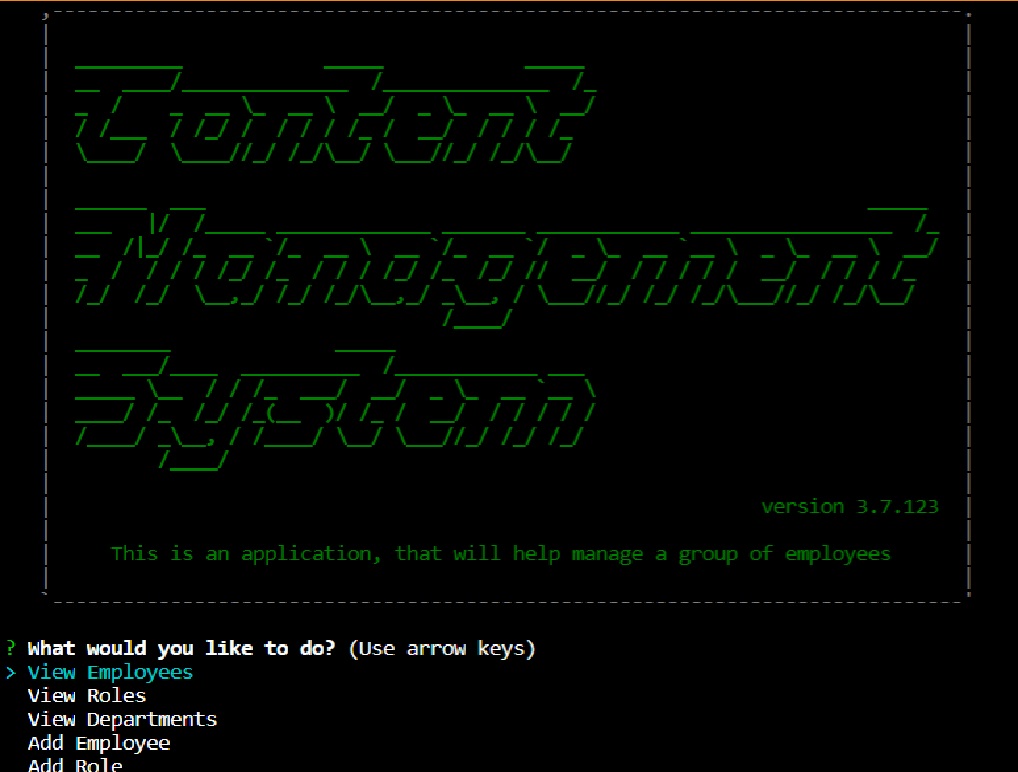 Content
Management
System
version 3.7.123
This is an application, that will help manage a group of employees
? What would you like to do? (Use arrow keys)
> View Employees
View Roles
View Departments
Add Employee
Add Role